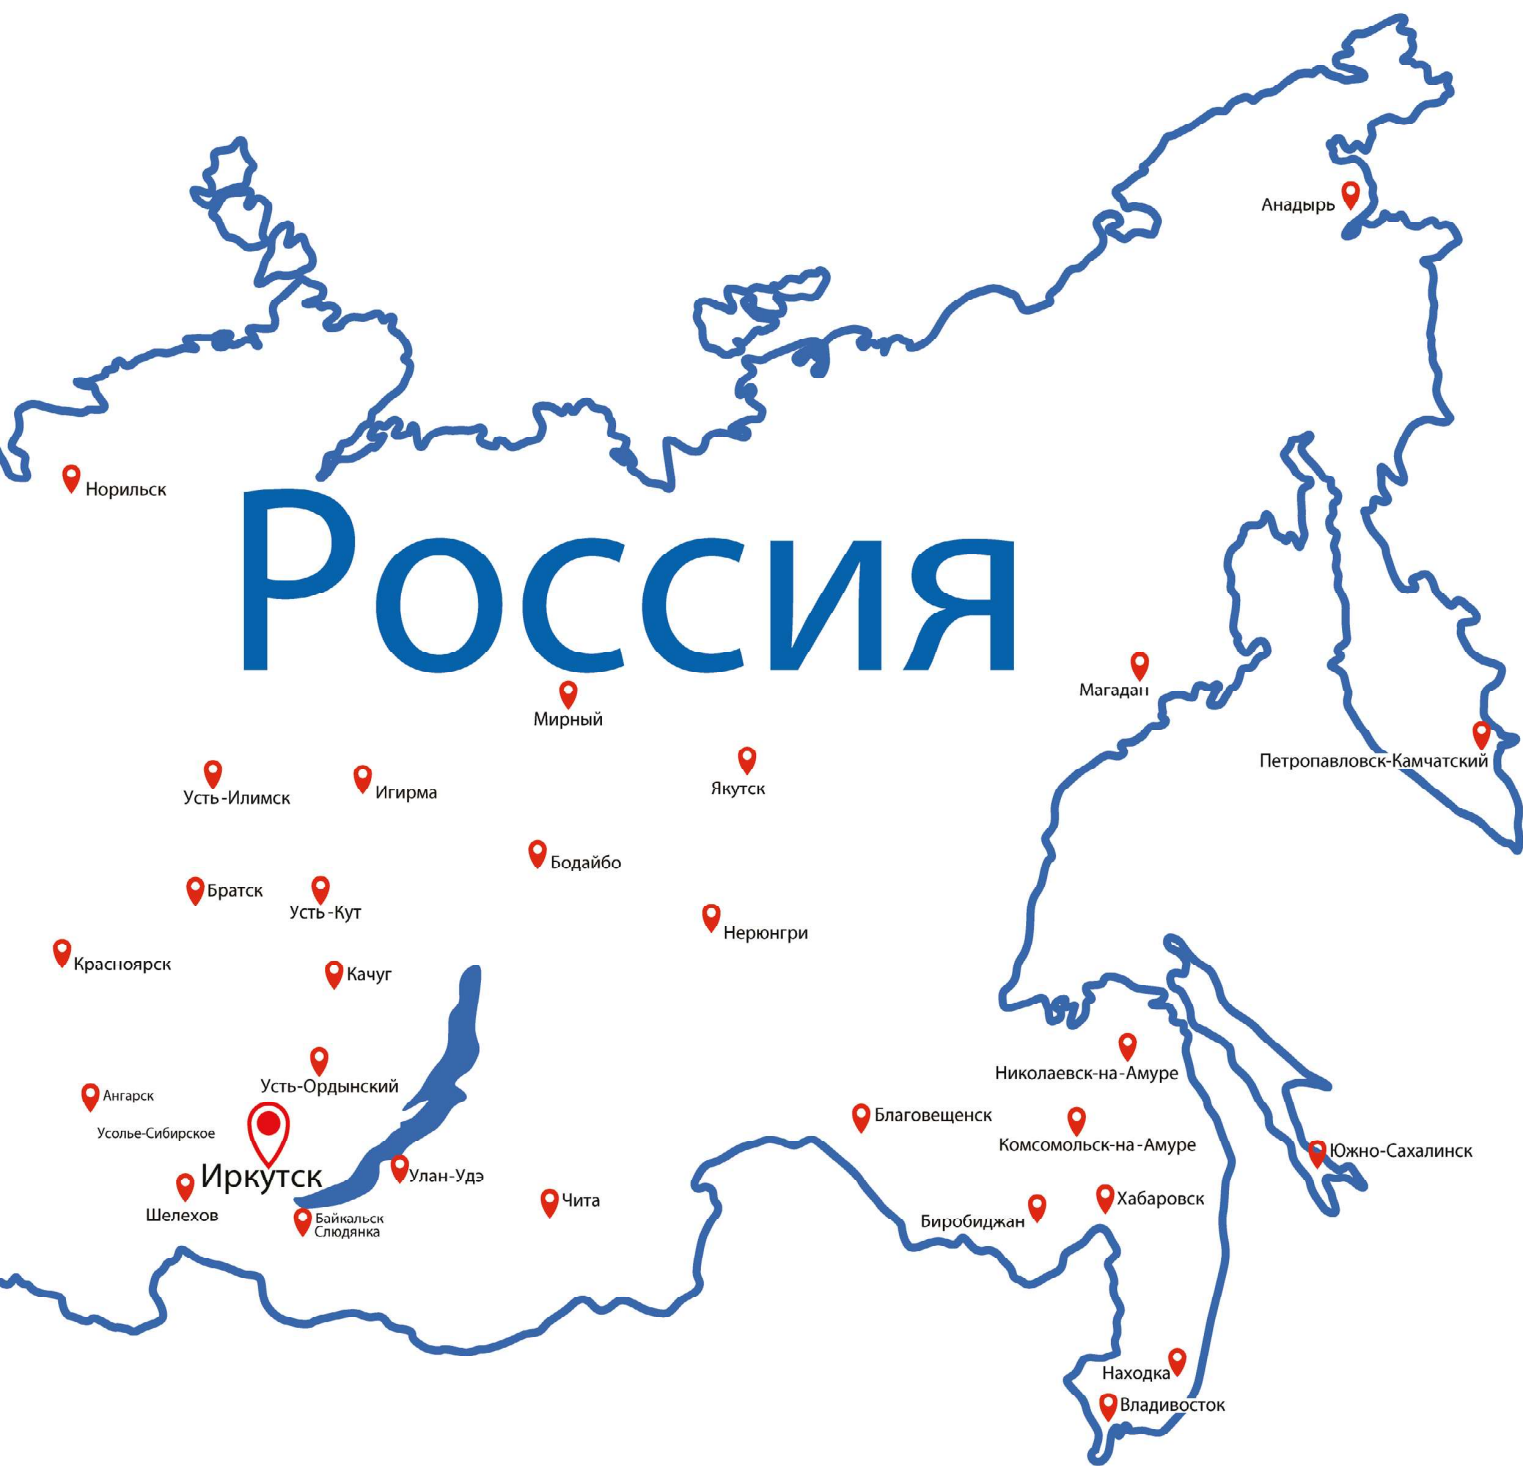 Анадырь
Норильск
Россия
Магадан
Мирный
Петропавловск-Камчатский
Якутск
Игирма
Усть-Илимск
Бодайбо
Братск
Усть-Кут
Нерюнгри
Красноярск
Качуг
Николаевск-на-Амуре
Усть-Ордынский
Ангарск
Благовещенск
Усолье-Сибирское
Комсомольск-на-Амуре
Южно-Сахалинск
Иркутск
Улан-Удэ
Чита
Хабаровск
Шелехов
Байкальск
Слюдянка
Биробиджан
Находка
Владивосток